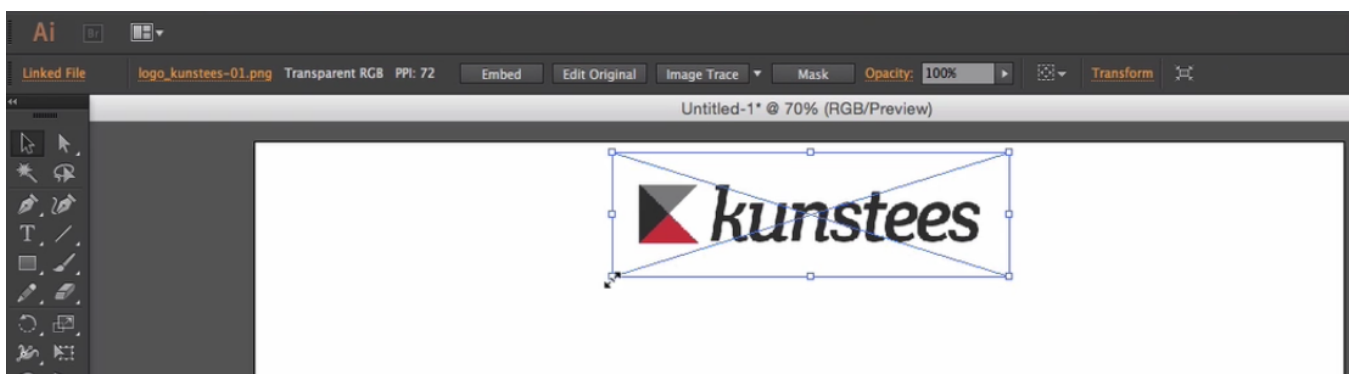 Ai Br
Linked File logo_kunstees-01.png Transparent RGB PPI: 72 Embed Edit Original Image Trace Mask Opacity: 100% Transform
Untitled-1* @ 70% (RGB/Preview)
kunstees
T